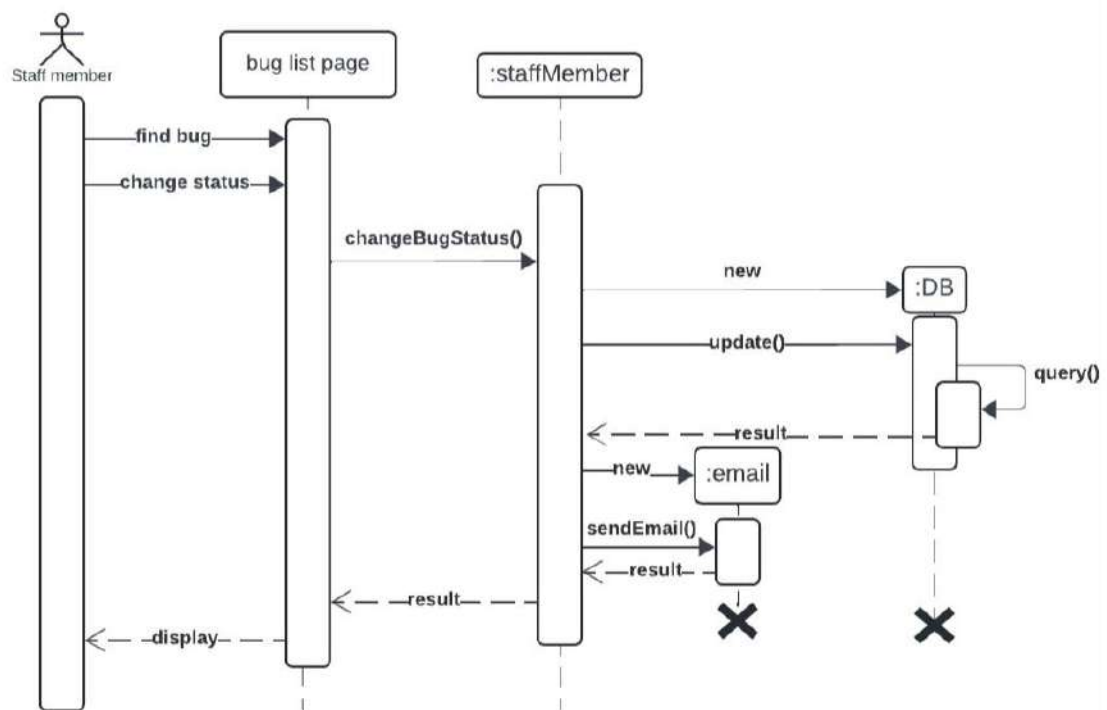 Staff member
bug list page
:staffMember
find bug
change status
changeBugStatus()
new
:DB
update()
query()
result
new
:email
sendEmail()
result
result
display